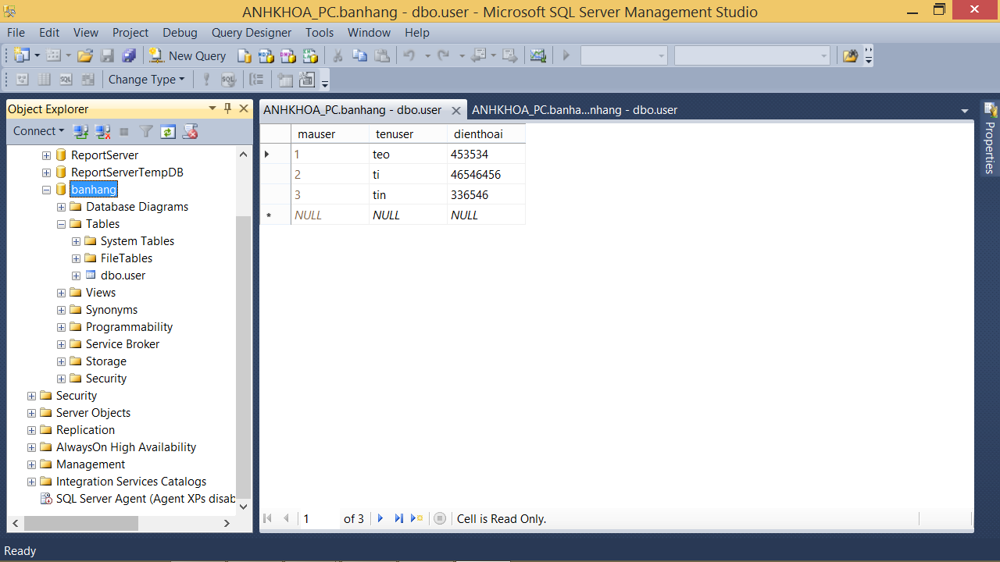 ANHKHOA_PC.banhang - dbo.user - Microsoft SQL Server Management Studio
File Edit View Project Debug Query Designer Tools Window Help
New Query
Change Type
Object Explorer
Connect
ReportServer
ReportServerTempDB
banhang
Database Diagrams
Tables
System Tables
FileTables
dbo.user
Views
Synonyms
Programmability
Service Broker
Storage
Security
Security
Server Objects
Replication
AlwaysOn High Availability
Management
Integration Services Catalogs
SQL Server Agent (Agent XPs disab
ANHKHOA_PC.banhang - dbo.user ANHKHOA_PC.banha...nhang - dbo.user
mauser tenuser dienthoai
1 teo 453534
2 ti 46546456
3 tin 336546
NULL NULL NULL
1 of 3 Cell is Read Only.
Properties
Ready